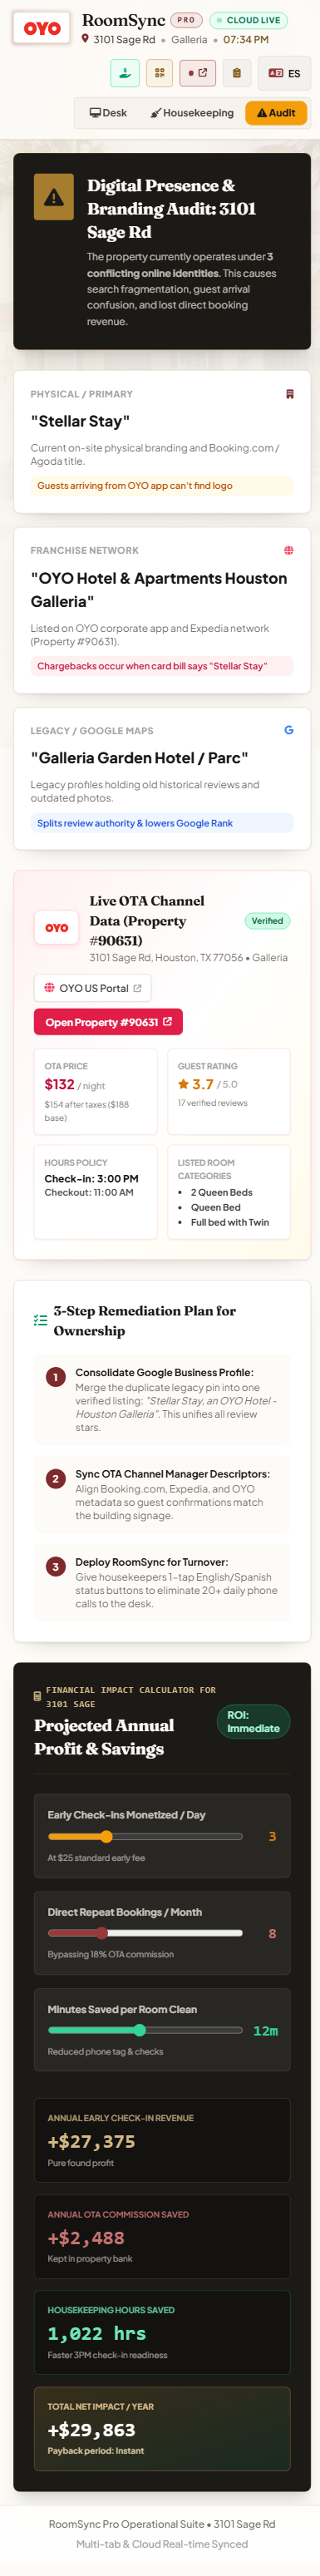 OYO
RoomSync PRO CLOUD LIVE
3101 Sage Rd • Galleria • 07:34 PM
ES
Desk Housekeeping Audit
Digital Presence &
Branding Audit: 3101
Sage Rd
The property currently operates under 3
conflicting online identities. This causes
search fragmentation, guest arrival
confusion, and lost direct booking
revenue.
PHYSICAL / PRIMARY
"Stellar Stay"
Current on-site physical branding and Booking.com /
Agoda title.
Guests arriving from OYO app can't find logo
FRANCHISE NETWORK
"OYO Hotel & Apartments Houston
Galleria"
Listed on OYO corporate app and Expedia network
(Property #90631).
Chargebacks occur when card bill says "Stellar Stay"
LEGACY / GOOGLE MAPS
"Galleria Garden Hotel / Parc"
Legacy profiles holding old historical reviews and
outdated photos.
Splits review authority & lowers Google Rank
OYO
Live OTA Channel
Data (Property
#90631)
Verified
3101 Sage Rd, Houston, TX 77056 • Galleria
OYO US Portal
Open Property #90631
OTA PRICE
$132 / night
$154 after taxes ($188
base)
GUEST RATING
3.7 / 5.0
17 verified reviews
HOURS POLICY
Check-in: 3:00 PM
Checkout: 11:00 AM
LISTED ROOM
CATEGORIES
• 2 Queen Beds
• Queen Bed
• Full bed with Twin
3-Step Remediation Plan for
Ownership
1
Consolidate Google Business Profile:
Merge the duplicate legacy pin into one
verified listing: "Stellar Stay, an OYO Hotel -
Houston Galleria". This unifies all review
stars.
2
Sync OTA Channel Manager Descriptors:
Align Booking.com, Expedia, and OYO
metadata so guest confirmations match
the building signage.
3
Deploy RoomSync for Turnover:
Give housekeepers 1-tap English/Spanish
status buttons to eliminate 20+ daily phone
calls to the desk.
FINANCIAL IMPACT CALCULATOR FOR
3101 SAGE
Projected Annual
Profit & Savings
ROI:
Immediate
Early Check-Ins Monetized / Day
3
At $25 standard early fee
Direct Repeat Bookings / Month
8
Bypassing 18% OTA commission
Minutes Saved per Room Clean
12m
Reduced phone tag & checks
ANNUAL EARLY CHECK-IN REVENUE
+$27,375
Pure found profit
ANNUAL OTA COMMISSION SAVED
+$2,488
Kept in property bank
HOUSEKEEPING HOURS SAVED
1,022 hrs
Faster 3PM check-in readiness
TOTAL NET IMPACT / YEAR
+$29,863
Payback period: Instant
RoomSync Pro Operational Suite • 3101 Sage Rd
Multi-tab & Cloud Real-time Synced